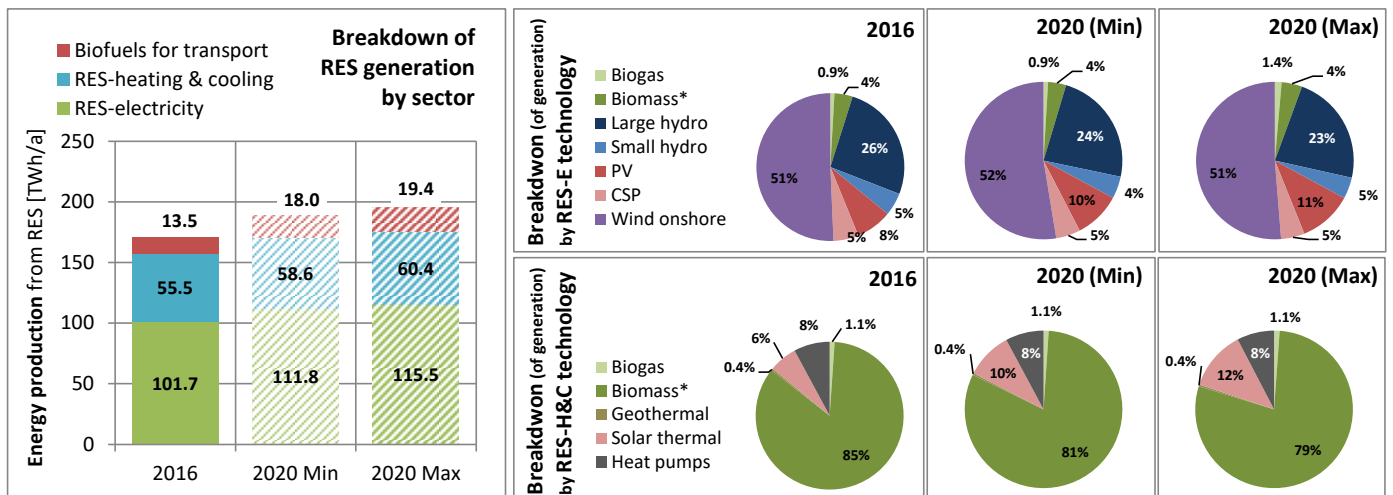 Biofuels for transport
RES-heating & cooling
RES-electricity
Breakdown of
RES generation
by sector
Energy production from RES [TWh/a]
250
200
150
100
50
0
13.5
55.5
101.7
18.0
58.6
111.8
19.4
60.4
115.5
2016
2020 Min
2020 Max
Breakdwon (of generation)
by RES-E technology
Biogas
Biomass*
Large hydro
Small hydro
PV
CSP
Wind onshore
2016
0.9%
4%
26%
5%
8%
5%
51%
2020 (Min)
0.9%
4%
24%
4%
10%
5%
52%
2020 (Max)
1.4%
4%
23%
5%
11%
5%
51%
Breakdwon (of generation)
by RES-H&C technology
Biogas
Biomass*
Geothermal
Solar thermal
Heat pumps
2016
8%
1.1%
6%
0.4%
85%
2020 (Min)
1.1%
0.4%
8%
10%
81%
2020 (Max)
1.1%
0.4%
8%
12%
79%